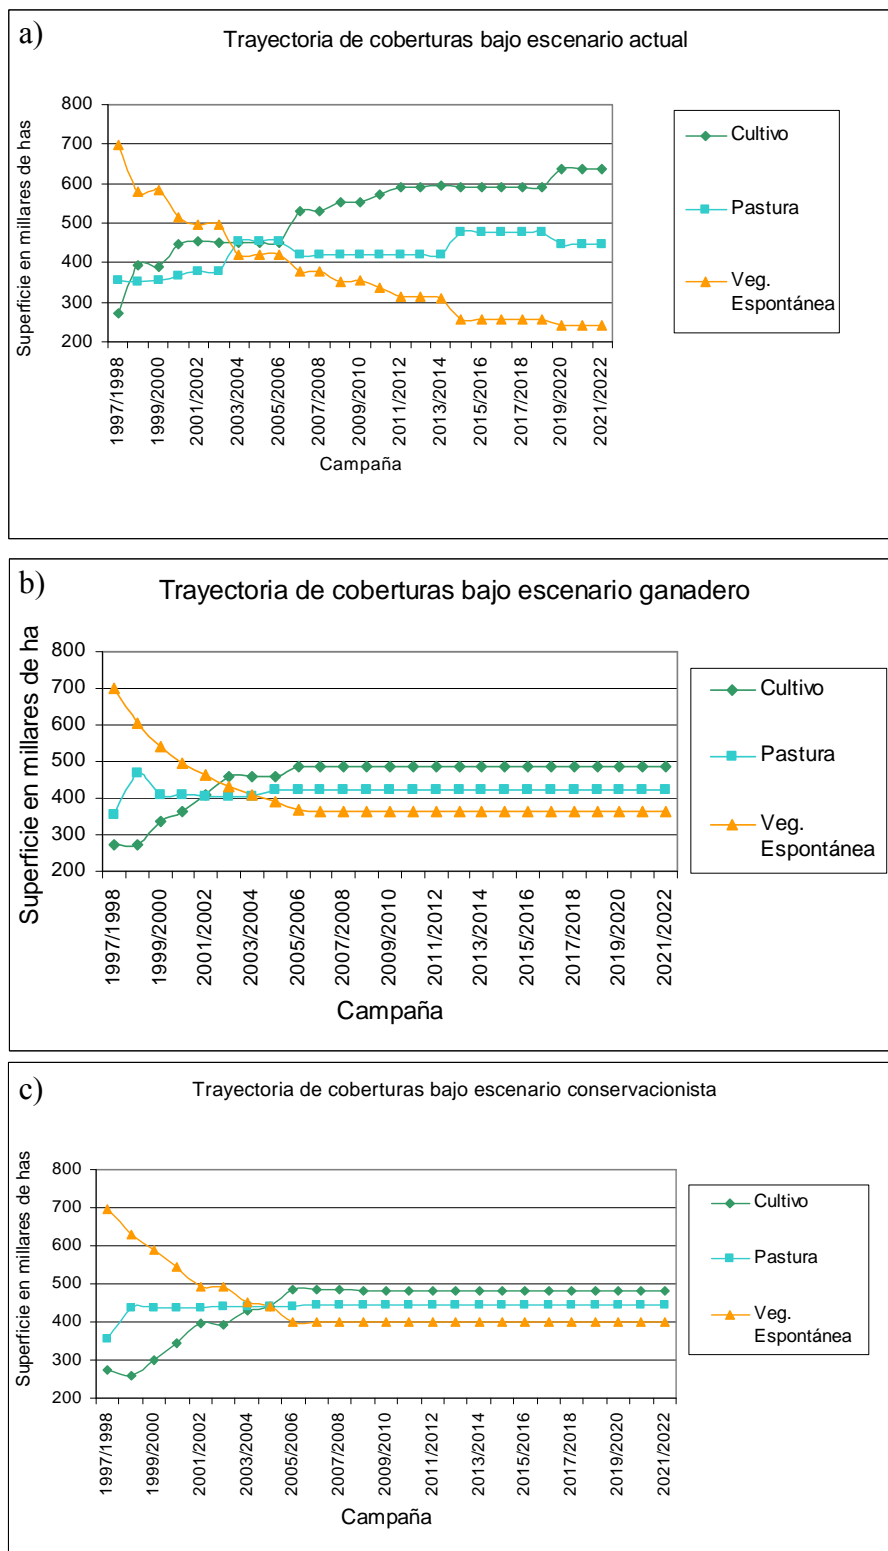 a)
Trayectoria de coberturas bajo escenario actual
Superficie en millares de has
800
700
600
500
400
300
200
1997/1998
1999/2000
2001/2002
2003/2004
2005/2006
2007/2008
2009/2010
2011/2012
2013/2014
2015/2016
2017/2018
2019/2020
2021/2022
Campaña
Cultivo
Pastura
Veg.
Espontánea
b)
Trayectoria de coberturas bajo escenario ganadero
Superficie en millares de ha
800
700
600
500
400
300
200
1997/1998
1999/2000
2001/2002
2003/2004
2005/2006
2007/2008
2009/2010
2011/2012
2013/2014
2015/2016
2017/2018
2019/2020
2021/2022
Campaña
Cultivo
Pastura
Veg.
Espontánea
c)
Trayectoria de coberturas bajo escenario conservacionista
Superficie en millares de has
800
700
600
500
400
300
200
1997/1998
1999/2000
2001/2002
2003/2004
2005/2006
2007/2008
2009/2010
2011/2012
2013/2014
2015/2016
2017/2018
2019/2020
2021/2022
Campaña
Cultivo
Pastura
Veg.
Espontánea